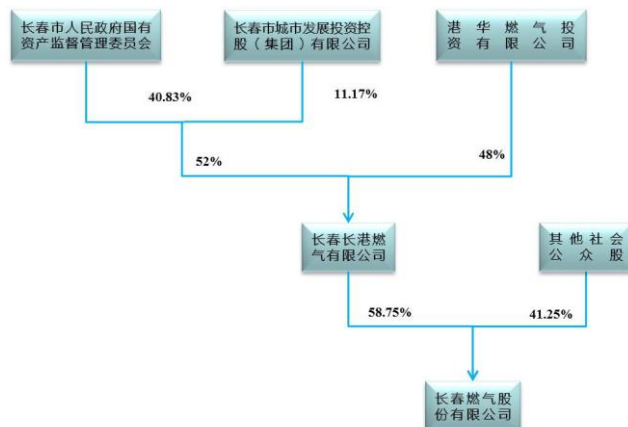 长春市人民政府国有
资产监督管理委员会
长春市城市发展投资控
股（集团）有限公司
港华燃气投
资有限公司
40.83%
11.17%
52%
48%
长春长港燃
气有限公司
其他社会
公众股
58.75%
41.25%
长春燃气股
份有限公司